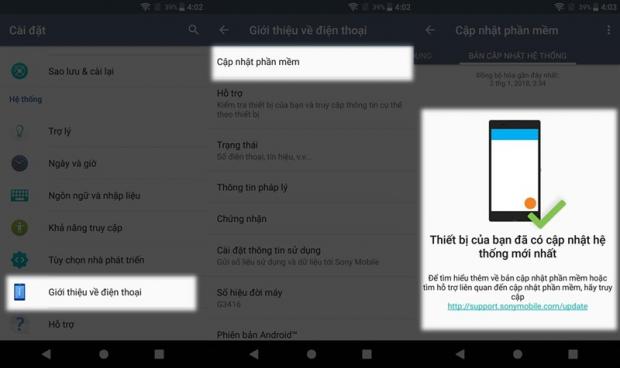 39% 4:02
Cài đặt
Sao lưu & cài lại
Hệ thống
Trợ lý
Ngày và giờ
Ngôn ngữ và nhập liệu
Khả năng truy cập
Tùy chọn nhà phát triển
Giới thiệu về điện thoại
Hỗ trợ
39% 4:02
Giới thiệu về điện thoại
Cập nhật phần mềm
Hỗ trợ
Kiểm tra thiết bị của bạn và truy cập thông tin cụ thể
theo thiết bị
Trạng thái
Số điện thoại, tín hiệu, v.v...
Thông tin pháp lý
Chứng nhận
Cài đặt thông tin sử dụng
Gửi số liệu sử dụng và dữ liệu tới Sony Mobile
Số hiệu đời máy
G3416
Phiên bản Android™
39% 4:03
Cập nhật phần mềm
DỤNG
BẢN CẬP NHẬT HỆ THỐNG
Đồng bộ hóa gần đây nhất:
2 thg 1, 2018, 2:34
Thiết bị của bạn đã có cập nhật hệ
thống mới nhất
Để tìm hiểu thêm về bản cập nhật phần mềm hoặc
tìm hỗ trợ liên quan đến cập nhật phần mềm, hãy truy
cập
http://support.sonymobile.com/update